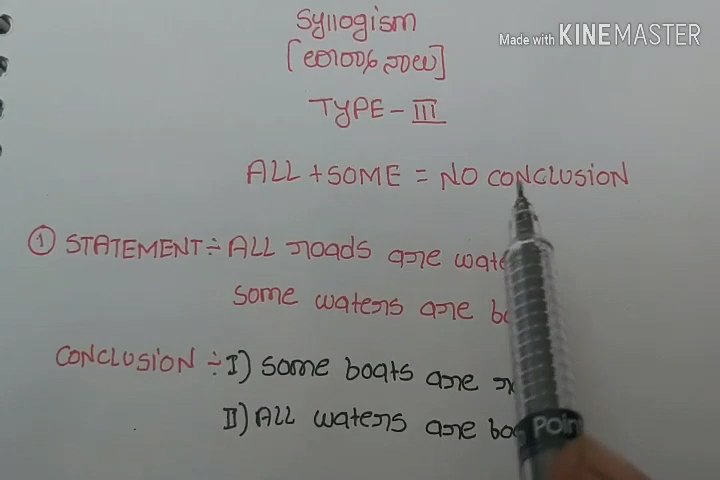 Made with KINEMASTER
Syllogism
TYPE - III
ALL + SOME = NO CONCLUSION
① STATEMENT ÷ ALL roads are
some waters are
CONCLUSION ÷ I) some boats are
II) ALL waters are
Point